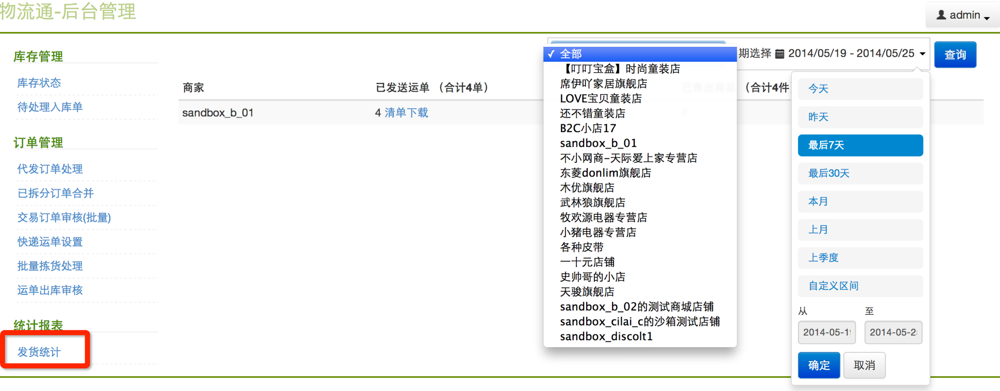 物流通-后台管理
admin
库存管理
库存状态
待处理入库单
订单管理
代发订单处理
已拆分订单合并
交易订单审核(批量)
快递运单设置
批量拣货处理
运单出库审核
统计报表
发货统计
期选择 2014/05/19 - 2014/05/25
查询
商家 已发送运单 （合计4单） （合计4件
sandbox_b_01 4 清单下载
✓ 全部
【叮叮宝盒】时尚童装店
席伊吖家居旗舰店
LOVE宝贝童装店
还不错童装店
B2C小店17
sandbox_b_01
不小网商-天际爱上家专营店
东菱donlim旗舰店
木优旗舰店
武林狼旗舰店
牧欢源电器专营店
小猪电器专营店
各种皮带
一十元店铺
史帅哥的小店
天骏旗舰店
sandbox_b_02的测试商城店铺
sandbox_cilai_c的沙箱测试店铺
sandbox_discolt1
今天
昨天
最后7天
最后30天
本月
上月
上季度
自定义区间
从 至
2014-05-1 2014-05-2
确定 取消